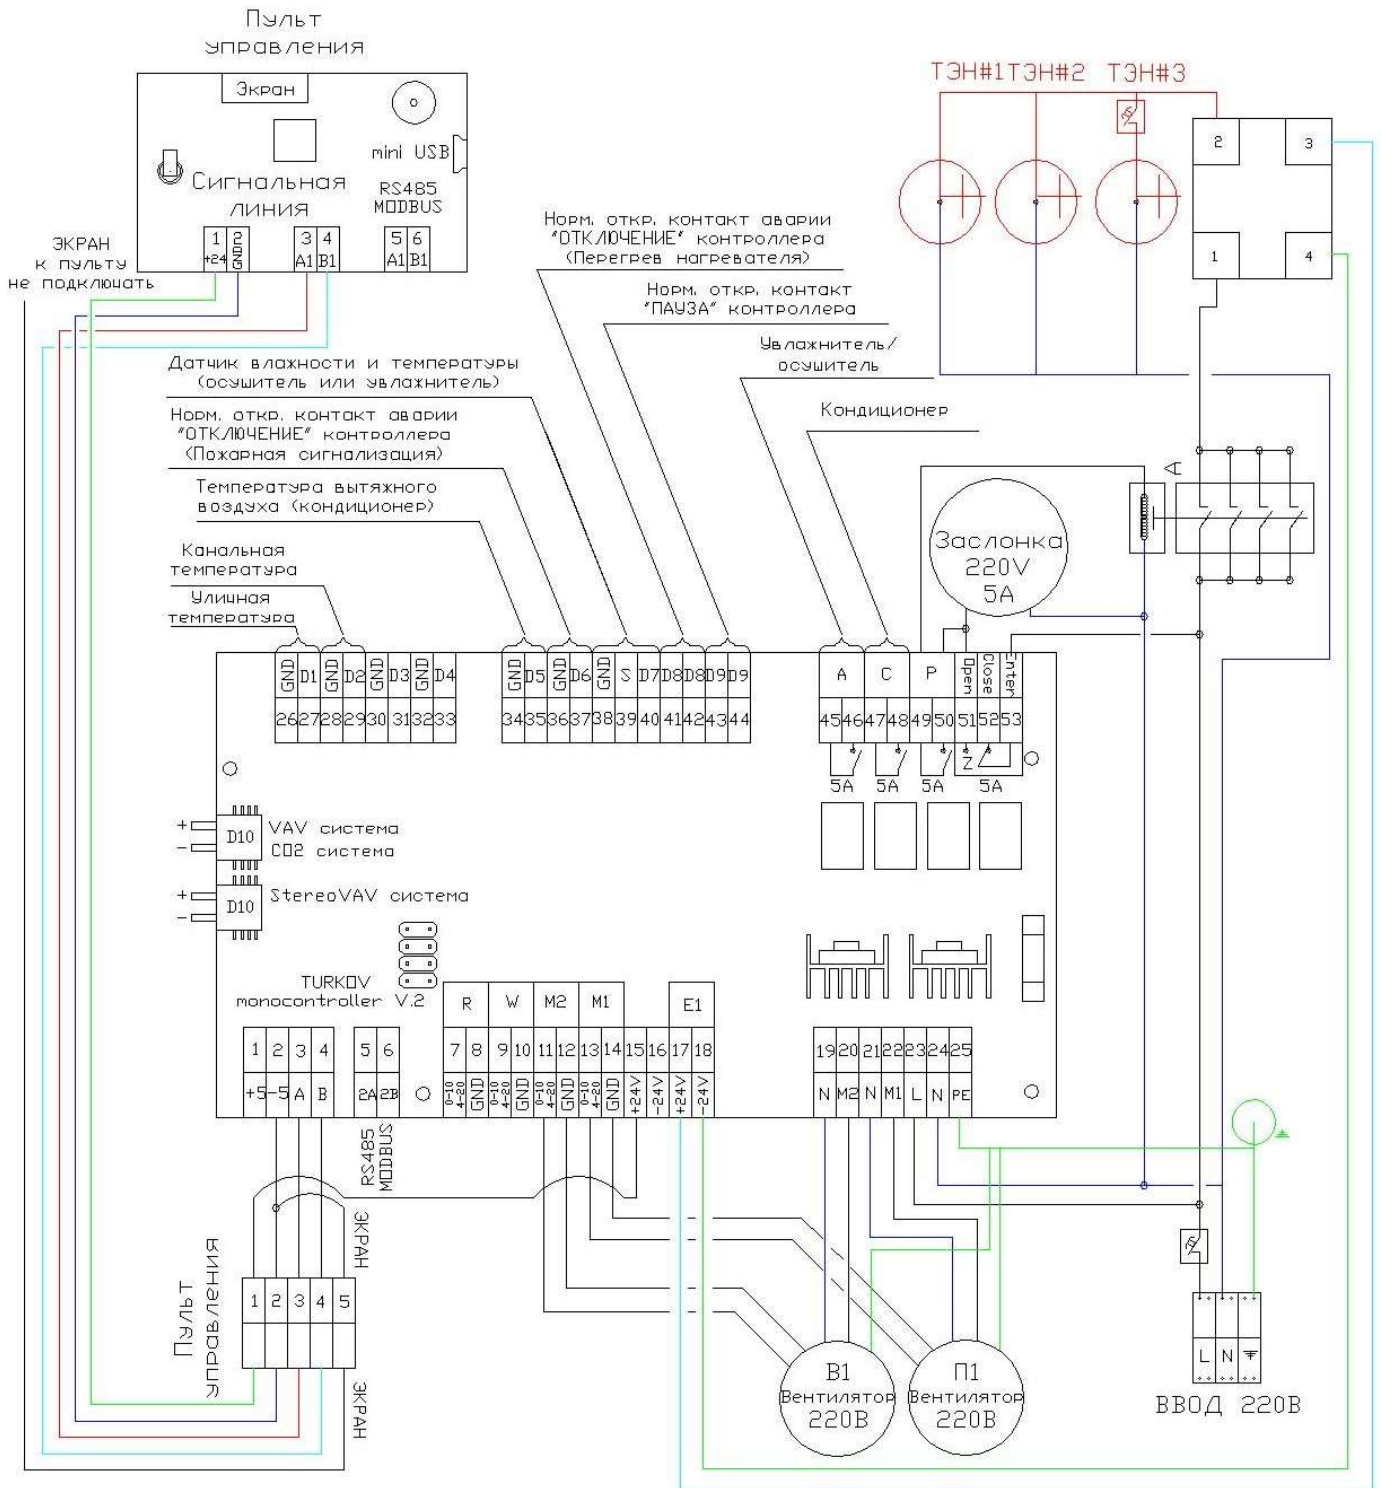 Пульт
управления
Экран
mini USB
Сигнальная
линия
RS485
MODBUS
1 2 3 4 5 6
+24 GND A1 B1 A1 B1
ЭКРАН
к пульту
не подключать
ТЭН#1 ТЭН#2 ТЭН#3
2 3
1 4
Норм. откр. контакт аварии
"ОТКЛЮЧЕНИЕ" контроллера
(Перегрев нагревателя)
Норм. откр. контакт
"ПАУЗА" контроллера
Увлажнитель/
осушитель
Кондиционер
Датчик влажности и температуры
(осушитель или увлажнитель)
Норм. откр. контакт аварии
"ОТКЛЮЧЕНИЕ" контроллера
(Пожарная сигнализация)
Температура вытяжного
воздуха (кондиционер)
Канальная
температура
Уличная
температура
A
Заслонка
220V
5A
GND D1 GND D2 GND D3 GND D4
26 27 28 29 30 31 32 33
GND D5 GND D6 GND S D7 D8 D8 D9 D9
34 35 36 37 38 39 40 41 42 43 44
A C P Open Close Enter
45 46 47 48 49 50 51 52 53
Z
5A 5A 5A 5A
+
-
D10
VAV система
CO2 система
+
-
D10
StereoVAV система
TURKOV
monocontroller V.2
R W M2 M1 E1
1 2 3 4
+5 -5 A B
5 6
2A 2B
RS485
MODBUS
7 8 9 10 11 12 13 14 15 16 17 18
0-10 4-20 GND 0-10 4-20 GND 0-10 4-20 GND 0-10 4-20 GND +24V -24V +24V -24V
19 20 21 22 23 24 25
N M2 N M1 L N PE
ЭКРАН
Пульт
управления
1 2 3 4 5
ЭКРАН
В1
Вентилятор
220В
П1
Вентилятор
220В
L N
ВВОД 220В